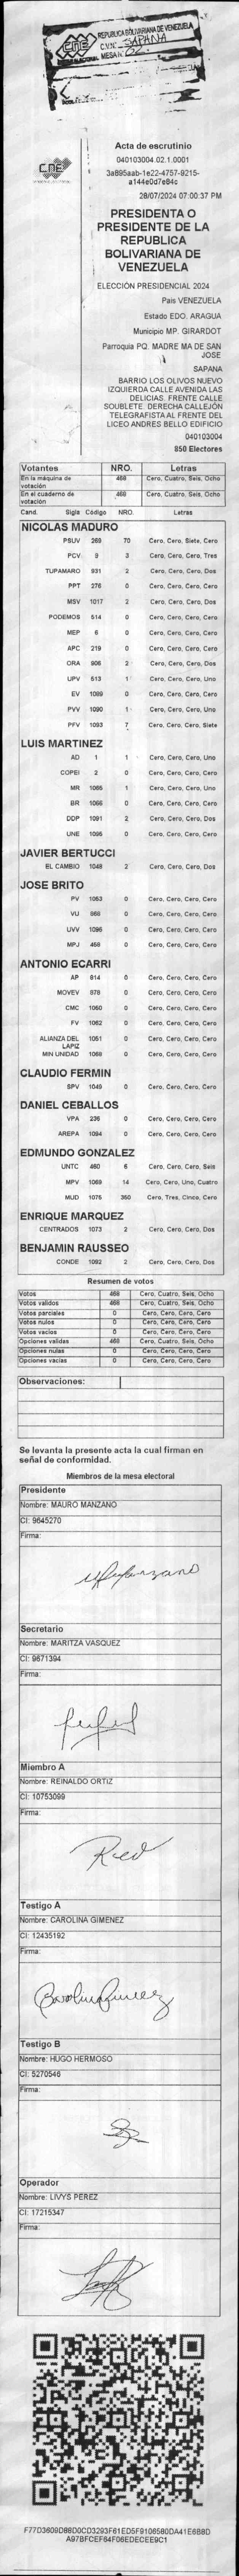 REPUBLICA BOLIVARIANA DE VENEZUELA
CNE
C.V.: SAPANA
MESA N° 02
CNE
Acta de escrutinio
040103004.02.1.0001
3a895aab-1e22-4757-9215-
a144e0d7e84c
28/07/2024 07:00:37 PM
PRESIDENTA O
PRESIDENTE DE LA
REPUBLICA
BOLIVARIANA DE
VENEZUELA
ELECCIÓN PRESIDENCIAL 2024
Pais VENEZUELA
Estado EDO. ARAGUA
Municipio MP. GIRARDOT
Parroquia PQ. MADRE MA DE SAN
JOSE
SAPANA
BARRIO LOS OLIVOS NUEVO
IZQUIERDA CALLE AVENIDA LAS
DELICIAS. FRENTE CALLE
SOUBLETE. DERECHA CALLEJÓN
TELEGRAFISTA AL FRENTE DEL
LICEO ANDRES BELLO EDIFICIO
040103004
850 Electores
Votantes NRO. Letras
En la máquina de votación 468 Cero, Cuatro, Seis, Ocho
En el cuaderno de votación 468 Cero, Cuatro, Seis, Ocho
Cand. Sigla Código NRO. Letras
NICOLAS MADURO
PSUV 269 70 Cero, Cero, Siete, Cero
PCV 9 3 Cero, Cero, Cero, Tres
TUPAMARO 931 2 Cero, Cero, Cero, Dos
PPT 276 0 Cero, Cero, Cero, Cero
MSV 1017 2 Cero, Cero, Cero, Dos
PODEMOS 514 0 Cero, Cero, Cero, Cero
MEP 6 0 Cero, Cero, Cero, Cero
APC 219 0 Cero, Cero, Cero, Cero
ORA 906 2 Cero, Cero, Cero, Dos
UPV 613 1 Cero, Cero, Cero, Uno
EV 1089 0 Cero, Cero, Cero, Cero
PVV 1090 1 Cero, Cero, Cero, Uno
PFV 1093 7 Cero, Cero, Cero, Siete
LUIS MARTINEZ
AD 1 1 Cero, Cero, Cero, Uno
COPEI 2 0 Cero, Cero, Cero, Cero
MR 1065 1 Cero, Cero, Cero, Uno
BR 1066 0 Cero, Cero, Cero, Cero
DDP 1091 2 Cero, Cero, Cero, Dos
UNE 1095 0 Cero, Cero, Cero, Cero
JAVIER BERTUCCI
EL CAMBIO 1048 2 Cero, Cero, Cero, Dos
JOSE BRITO
PV 1053 0 Cero, Cero, Cero, Cero
VU 868 0 Cero, Cero, Cero, Cero
UVV 1096 0 Cero, Cero, Cero, Cero
MPJ 458 0 Cero, Cero, Cero, Cero
ANTONIO ECARRI
AP 914 0 Cero, Cero, Cero, Cero
MOVEV 878 0 Cero, Cero, Cero, Cero
CMC 1060 0 Cero, Cero, Cero, Cero
FV 1062 0 Cero, Cero, Cero, Cero
ALIANZA DEL LAPIZ 1051 0 Cero, Cero, Cero, Cero
MIN UNIDAD 1068 0 Cero, Cero, Cero, Cero
CLAUDIO FERMIN
SPV 1049 0 Cero, Cero, Cero, Cero
DANIEL CEBALLOS
VPA 236 0 Cero, Cero, Cero, Cero
AREPA 1094 0 Cero, Cero, Cero, Cero
EDMUNDO GONZALEZ
UNTC 460 6 Cero, Cero, Cero, Seis
MPV 1069 14 Cero, Cero, Uno, Cuatro
MUD 1075 350 Cero, Tres, Cinco, Cero
ENRIQUE MARQUEZ
CENTRADOS 1073 2 Cero, Cero, Cero, Dos
BENJAMIN RAUSSEO
CONDE 1092 2 Cero, Cero, Cero, Dos
Resumen de votos
Votos 468 Cero, Cuatro, Seis, Ocho
Votos validos 468 Cero, Cuatro, Seis, Ocho
Votos parciales 0 Cero, Cero, Cero, Cero
Votos nulos 0 Cero, Cero, Cero, Cero
Votos vacios 0 Cero, Cero, Cero, Cero
Opciones validas 468 Cero, Cuatro, Seis, Ocho
Opciones nulas 0 Cero, Cero, Cero, Cero
Opciones vacias 0 Cero, Cero, Cero, Cero
Observaciones:
Se levanta la presente acta la cual firman en
señal de conformidad.
Miembros de la mesa electoral
Presidente
Nombre: MAURO MANZANO
CI: 9645270
Firma:
Secretario
Nombre: MARITZA VASQUEZ
CI: 9671394
Firma:
Miembro A
Nombre: REINALDO ORTIZ
CI: 10753099
Firma:
Testigo A
Nombre: CAROLINA GIMENEZ
CI: 12435192
Firma:
Testigo B
Nombre: HUGO HERMOSO
CI: 5270546
Firma:
Operador
Nombre: LIVYS PEREZ
CI: 17215347
Firma:
F77D3609D88D0CD3293F61ED5F9106580DA41E6B8D
A97BFCEF64F06EDECEE9C1